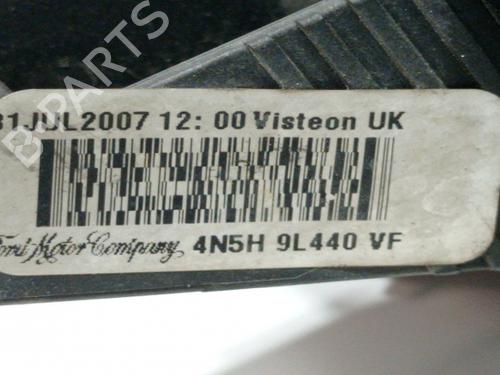 31JUL2007 12: 00 Visteon UK
Ford Motor Company 4N5H 9L440 VF
B-PARTS